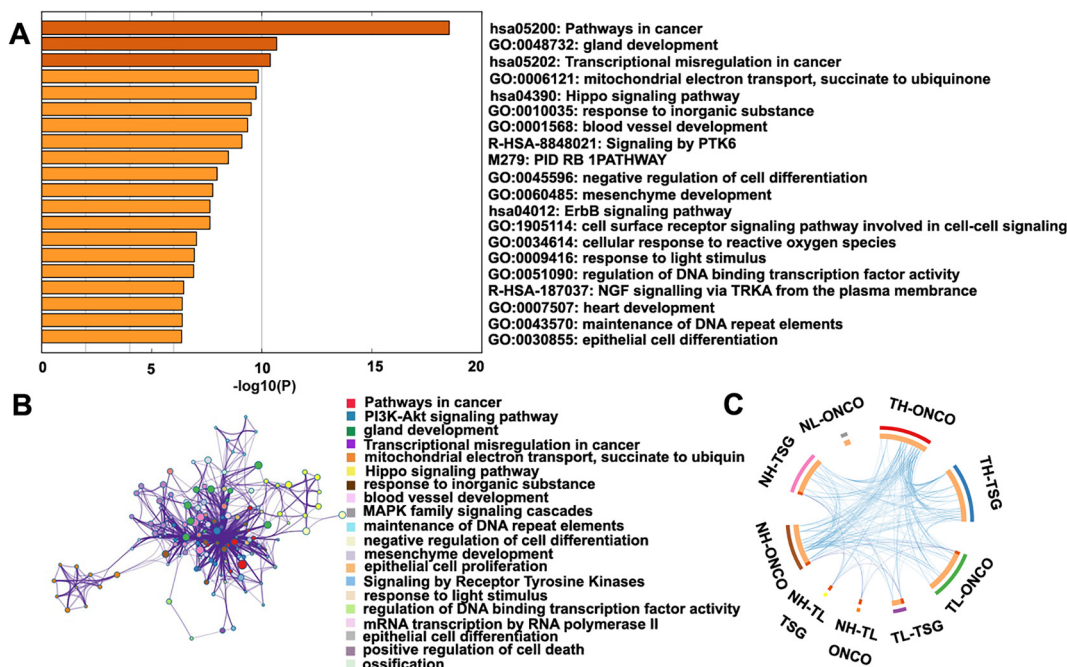 A
hsa05200: Pathways in cancer
GO:0048732: gland development
hsa05202: Transcriptional misregulation in cancer
GO:0006121: mitochondrial electron transport, succinate to ubiquinone
hsa04390: Hippo signaling pathway
GO:0010035: response to inorganic substance
GO:0001568: blood vessel development
R-HSA-8848021: Signaling by PTK6
M279: PID RB 1PATHWAY
GO:0045596: negative regulation of cell differentiation
GO:0060485: mesenchyme development
hsa04012: ErbB signaling pathway
GO:1905114: cell surface receptor signaling pathway involved in cell-cell signaling
GO:0034614: cellular response to reactive oxygen species
GO:0009416: response to light stimulus
GO:0051090: regulation of DNA binding transcription factor activity
R-HSA-187037: NGF signalling via TRKA from the plasma membrance
GO:0007507: heart development
GO:0043570: maintenance of DNA repeat elements
GO:0030855: epithelial cell differentiation
0 5 10 15 20
-log10(P)
B
Pathways in cancer
PI3K-Akt signaling pathway
gland development
Transcriptional misregulation in cancer
mitochondrial electron transport, succinate to ubiquin
Hippo signaling pathway
response to inorganic substance
blood vessel development
MAPK family signaling cascades
maintenance of DNA repeat elements
negative regulation of cell differentiation
mesenchyme development
epithelial cell proliferation
Signaling by Receptor Tyrosine Kinases
response to light stimulus
regulation of DNA binding transcription factor activity
mRNA transcription by RNA polymerase II
epithelial cell differentiation
positive regulation of cell death
ossification
C
NL-ONCO
TH-ONCO
TH-TSG
TL-ONCO
TL-TSG
NH-TL
ONCO
NH-TL
TSG
NH-ONCO
NH-TSG